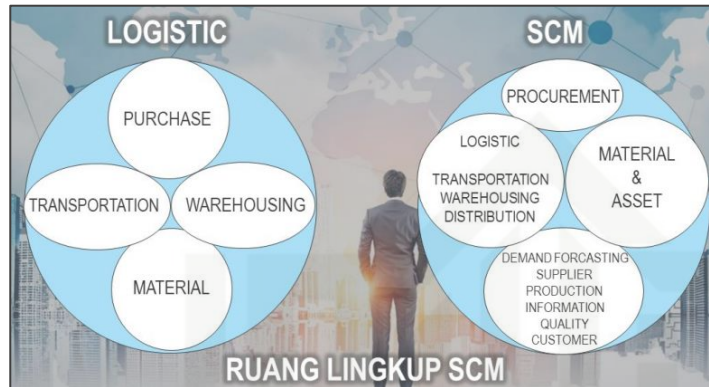 LOGISTIC
PURCHASE
TRANSPORTATION
WAREHOUSING
MATERIAL
SCM
PROCUREMENT
LOGISTIC
TRANSPORTATION
WAREHOUSING
DISTRIBUTION
MATERIAL
&
ASSET
DEMAND FORCASTING
SUPPLIER
PRODUCTION
INFORMATION
QUALITY
CUSTOMER
RUANG LINGKUP SCM